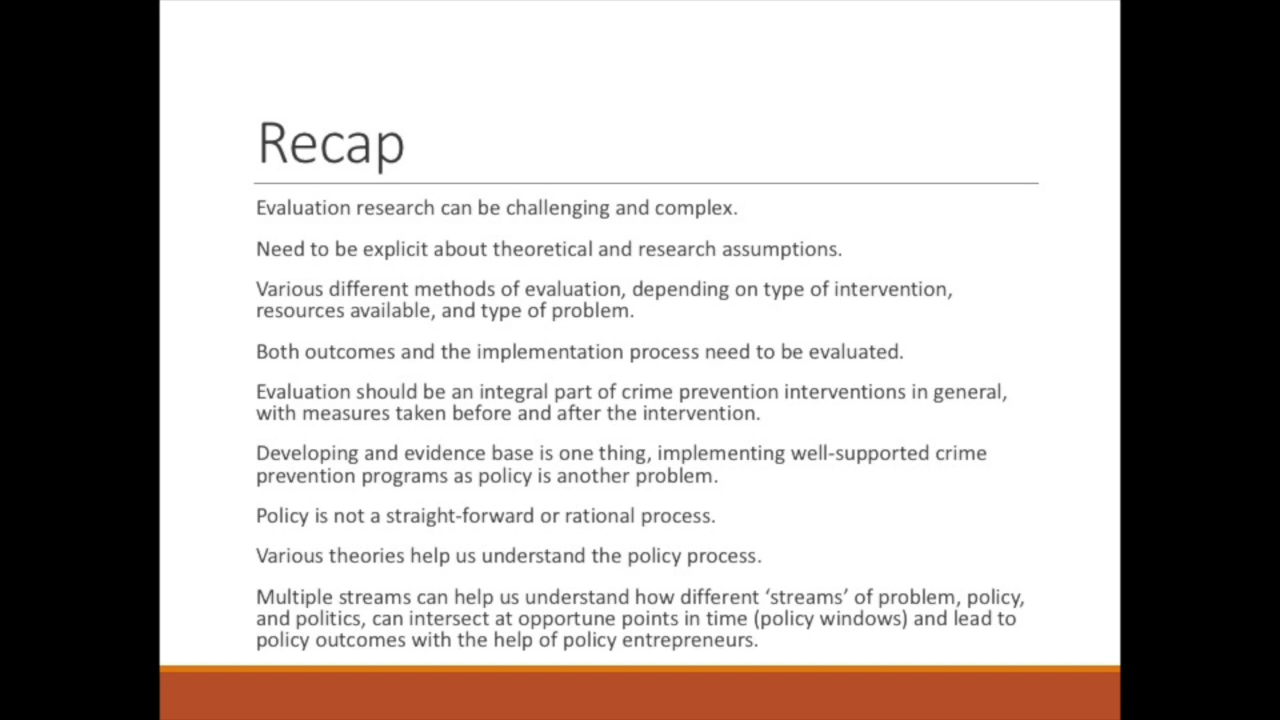 Recap
Evaluation research can be challenging and complex.
Need to be explicit about theoretical and research assumptions.
Various different methods of evaluation, depending on type of intervention,
resources available, and type of problem.
Both outcomes and the implementation process need to be evaluated.
Evaluation should be an integral part of crime prevention interventions in general,
with measures taken before and after the intervention.
Developing and evidence base is one thing, implementing well-supported crime
prevention programs as policy is another problem.
Policy is not a straight-forward or rational process.
Various theories help us understand the policy process.
Multiple streams can help us understand how different ‘streams’ of problem, policy,
and politics, can intersect at opportune points in time (policy windows) and lead to
policy outcomes with the help of policy entrepreneurs.